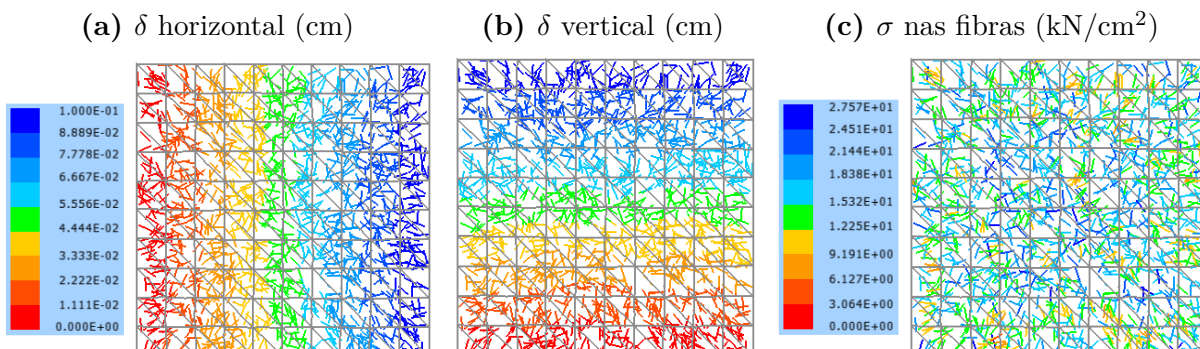 (a) δ horizontal (cm)
(b) δ vertical (cm)
(c) σ nas fibras (kN/cm²)
1.000E-01
8.889E-02
7.778E-02
6.667E-02
5.556E-02
4.444E-02
3.333E-02
2.222E-02
1.111E-02
0.000E+00
2.757E+01
2.451E+01
2.144E+01
1.838E+01
1.532E+01
1.225E+01
9.191E+00
6.127E+00
3.064E+00
0.000E+00